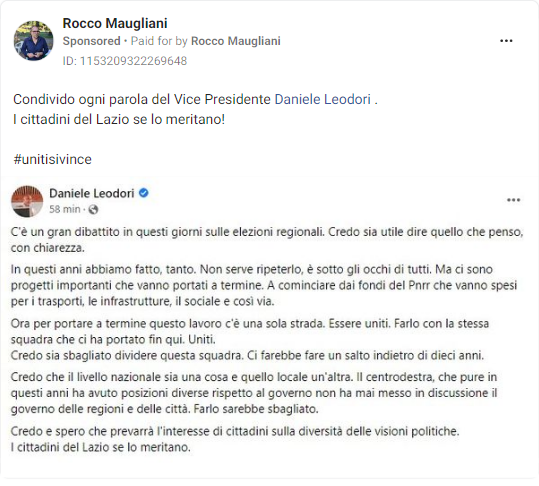 Rocco Maugliani
Sponsored • Paid for by Rocco Maugliani
ID: 1153209322269648
Condivido ogni parola del Vice Presidente Daniele Leodori .
I cittadini del Lazio se lo meritano!
#unitisivince
Daniele Leodori
58 min ·
C'è un gran dibattito in questi giorni sulle elezioni regionali. Credo sia utile dire quello che penso,
con chiarezza.
In questi anni abbiamo fatto, tanto. Non serve ripeterlo, è sotto gli occhi di tutti. Ma ci sono
progetti importanti che vanno portati a termine. A cominciare dai fondi del Pnrr che vanno spesi
per i trasporti, le infrastrutture, il sociale e così via.
Ora per portare a termine questo lavoro c'è una sola strada. Essere uniti. Farlo con la stessa
squadra che ci ha portato fin qui. Uniti.
Credo sia sbagliato dividere questa squadra. Ci farebbe fare un salto indietro di dieci anni.
Credo che il livello nazionale sia una cosa e quello locale un'altra. Il centrodestra, che pure in
questi anni ha avuto posizioni diverse rispetto al governo non ha mai messo in discussione il
governo delle regioni e delle città. Farlo sarebbe sbagliato.
Credo e spero che prevarrà l'interesse di cittadini sulla diversità delle visioni politiche.
I cittadini del Lazio se lo meritano.